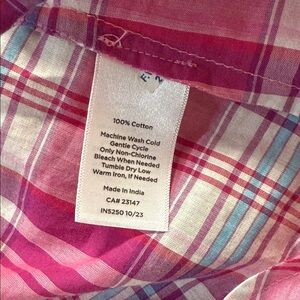 100% Cotton
Machine Wash Cold
Gentle Cycle
Only Non-Chlorine
Bleach When Needed
Tumble Dry Low
Warm Iron, If Needed
Made In India
CA# 23147
IN5250 10/23